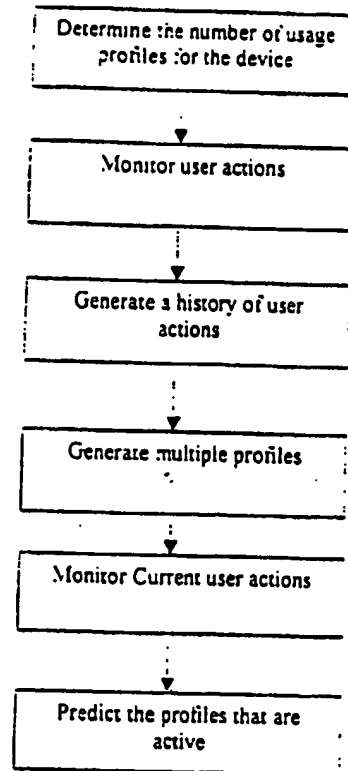 Determine the number of usage
profiles for the device
Monitor user actions
Generate a history of user
actions
Generate multiple profiles
Monitor Current user actions
Predict the profiles that are
active